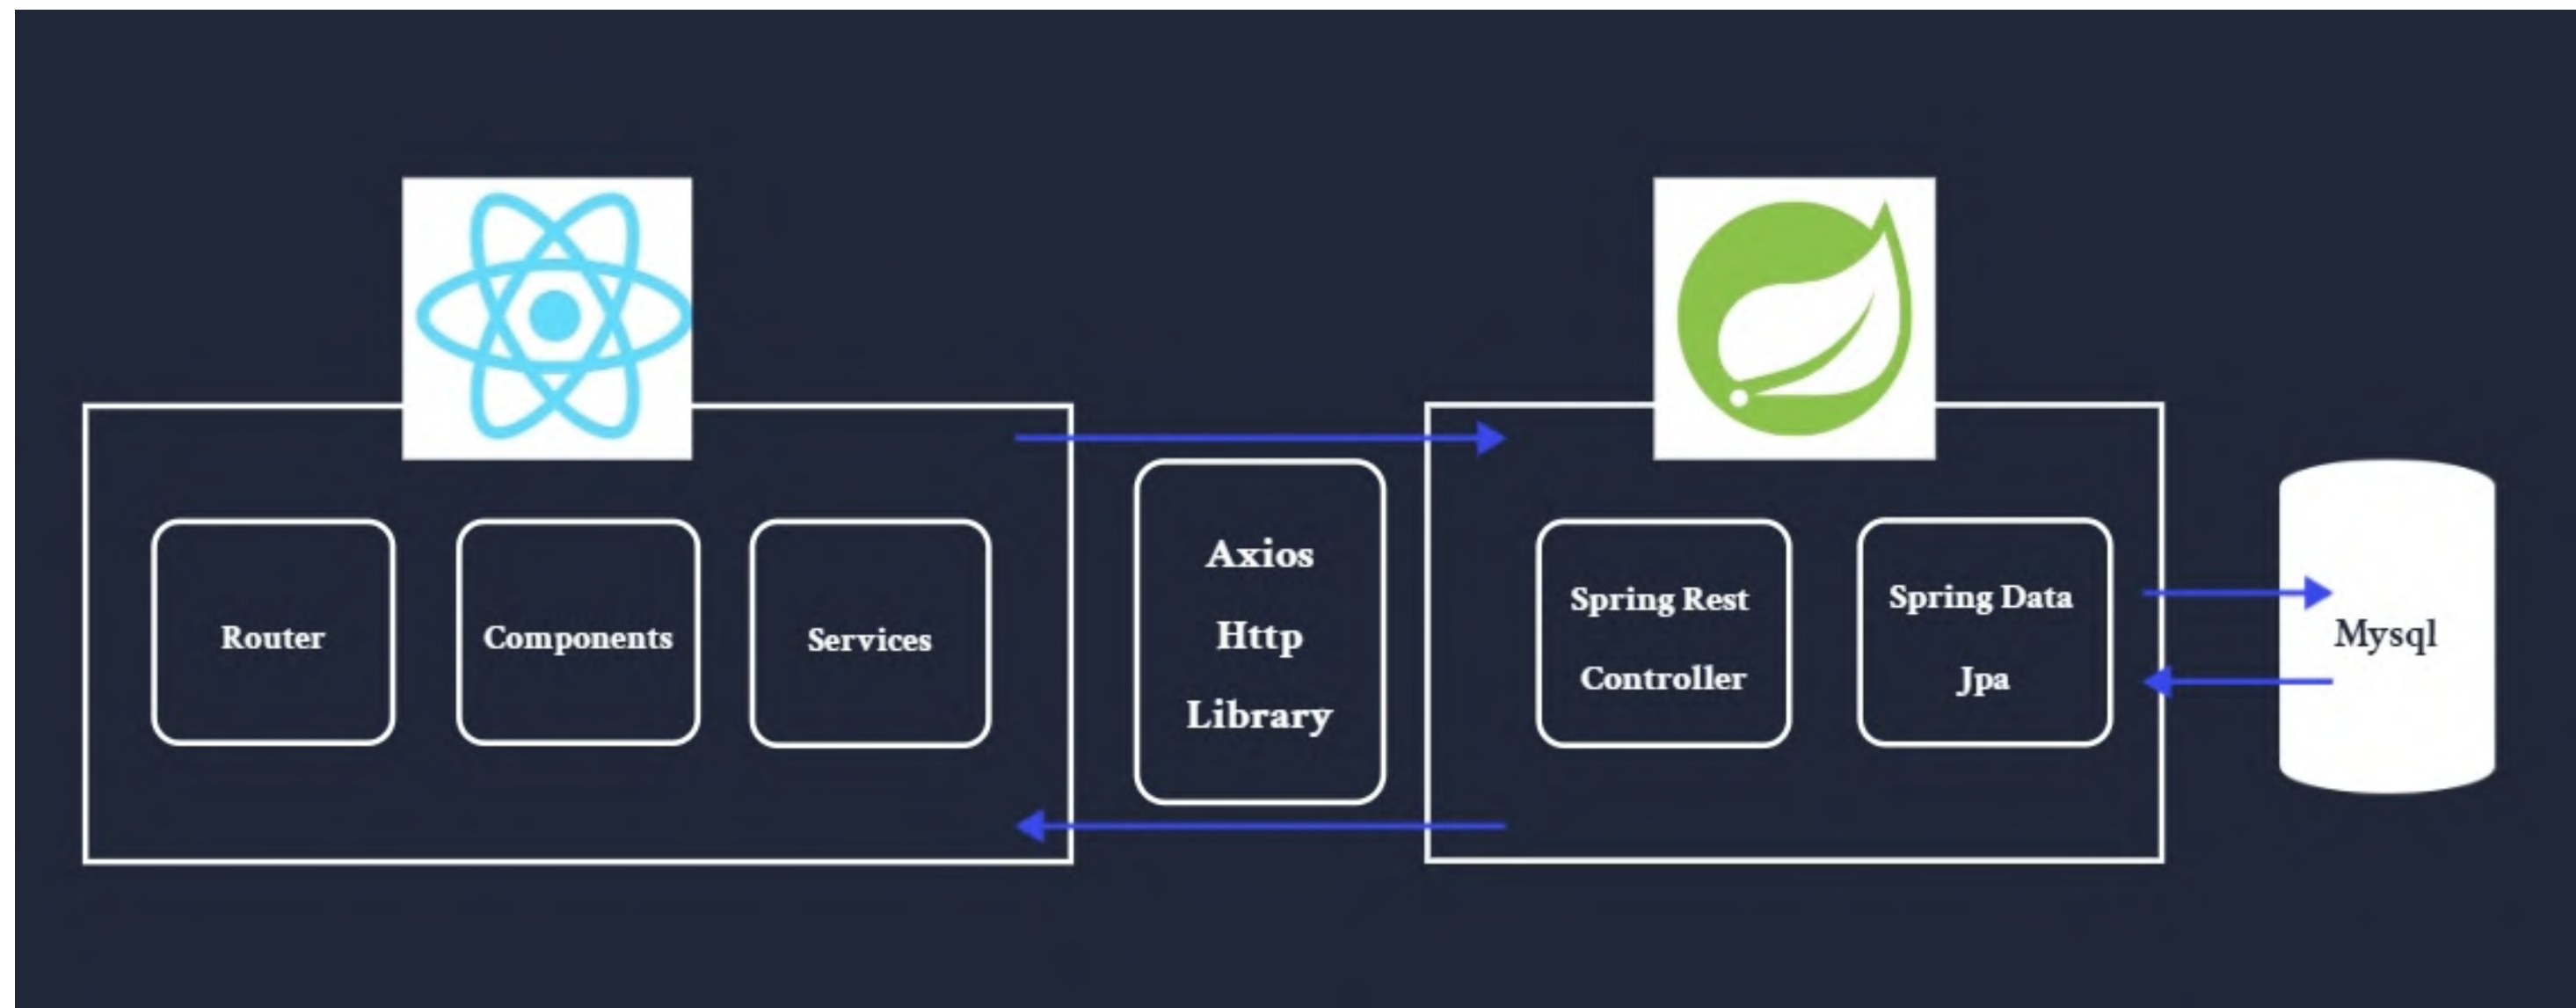 Router
Components
Services
Axios
Http
Library
Spring Rest
Controller
Spring Data
Jpa
Mysql